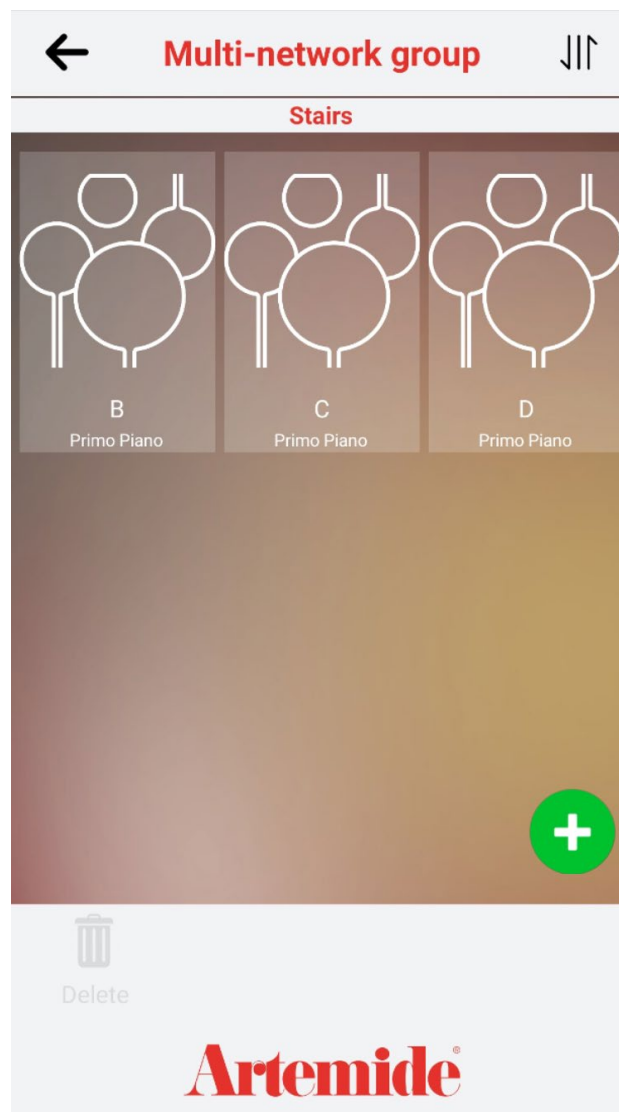 Multi-network group
Stairs
B
Primo Piano
C
Primo Piano
D
Primo Piano
Delete
Artemide®